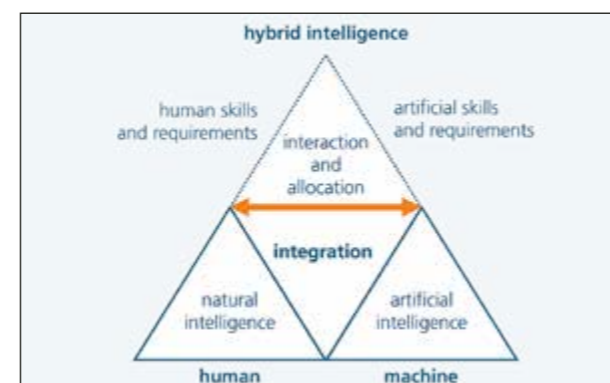 hybrid intelligence
human skills
and requirements
artificial skills
and requirements
interaction
and
allocation
integration
natural
intelligence
artificial
intelligence
human
machine